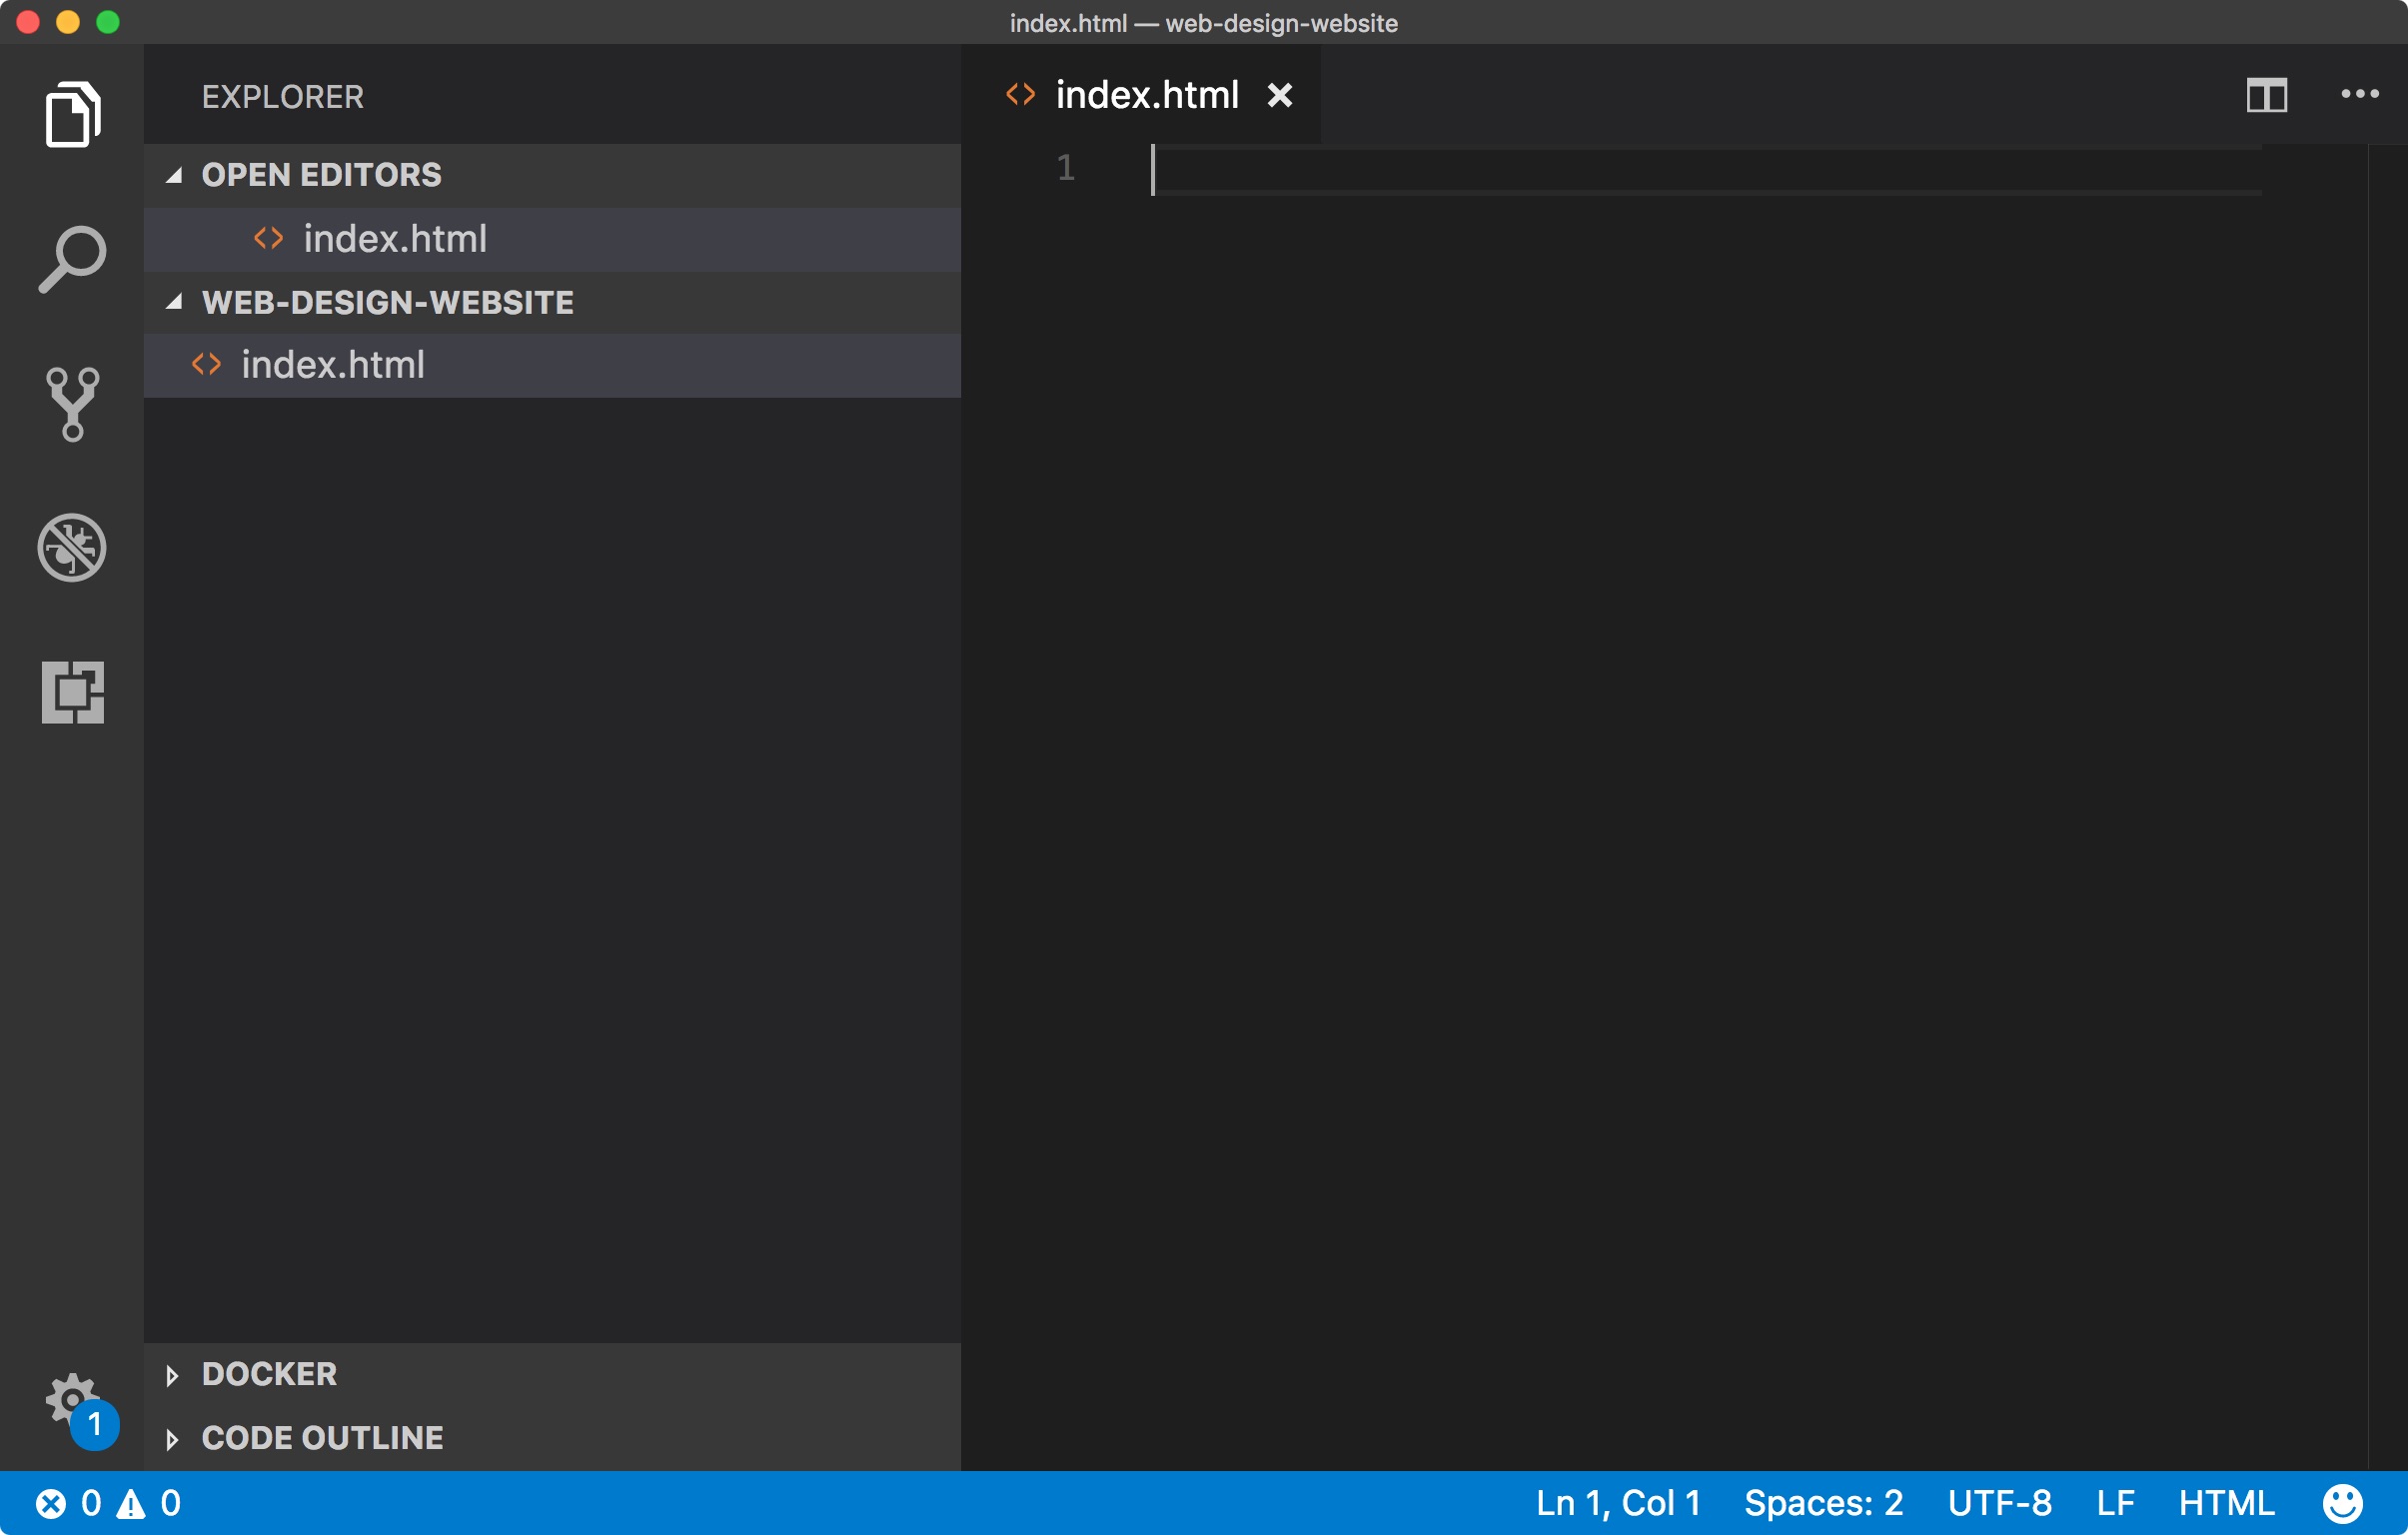 index.html — web-design-website
EXPLORER
OPEN EDITORS
index.html
WEB-DESIGN-WEBSITE
index.html
DOCKER
CODE OUTLINE
1
index.html
1
0 0
Ln 1, Col 1 Spaces: 2 UTF-8 LF HTML